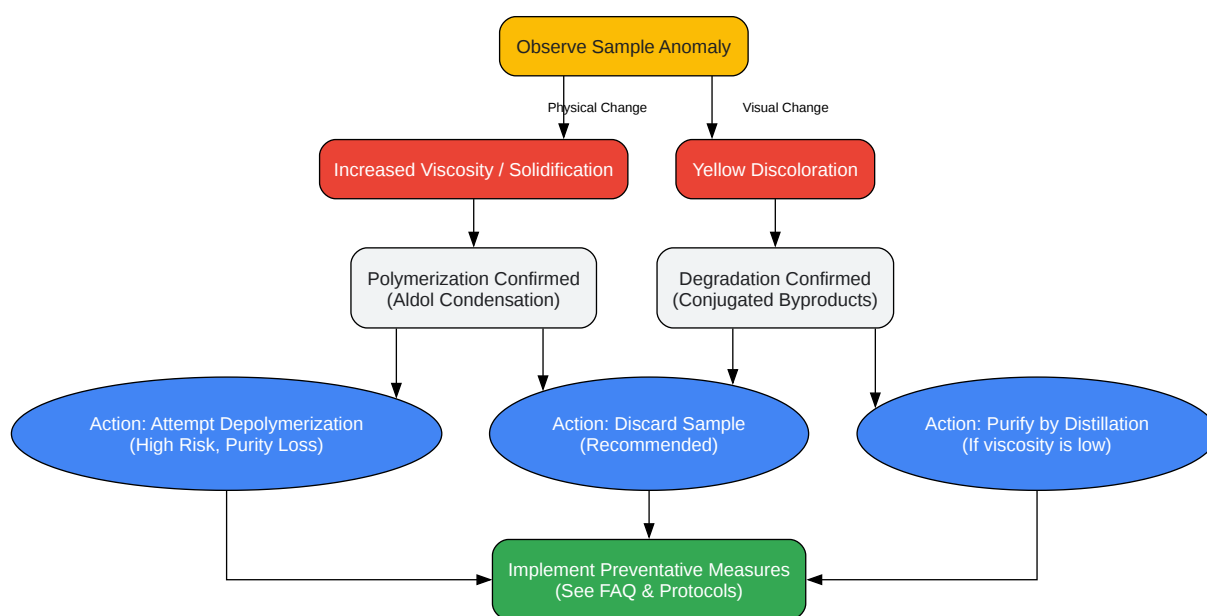 Observe Sample Anomaly
Physical Change
Visual Change
Increased Viscosity / Solidification
Yellow Discoloration
Polymerization Confirmed
(Aldol Condensation)
Degradation Confirmed
(Conjugated Byproducts)
Action: Attempt Depolymerization
(High Risk, Purity Loss)
Action: Discard Sample
(Recommended)
Action: Purify by Distillation
(If viscosity is low)
Implement Preventative Measures
(See FAQ & Protocols)